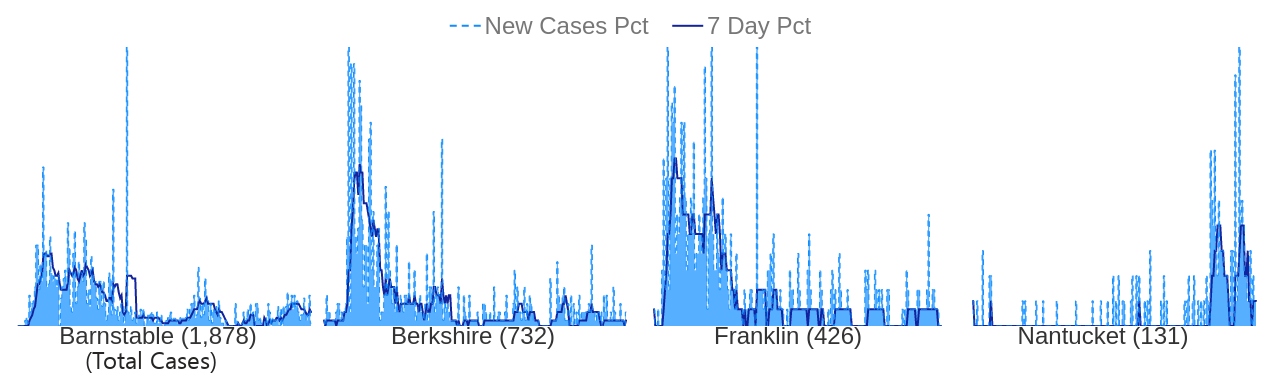 New Cases Pct 7 Day Pct
Barnstable (1,878) Berkshire (732) Franklin (426) Nantucket (131)
(Total Cases)